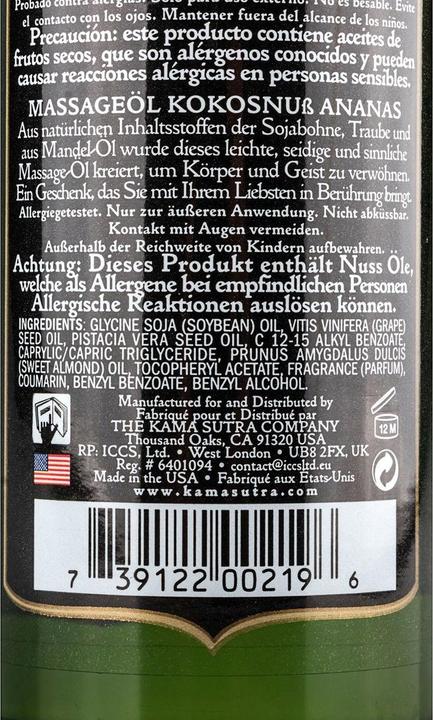 Probado contra alergias. Solo para uso externo. No es besable. Evite
el contacto con los ojos. Mantener fuera del alcance de los niños.
Precaución: este producto contiene aceites de
frutos secos, que son alérgenos conocidos y pueden
causar reacciones alérgicas en personas sensibles.
MASSAGEÖL KOKOSNUß ANANAS
Aus natürlichen Inhaltsstoffen der Sojabohne, Traube und
aus Mandel-Öl wurde dieses leichte, seidige und sinnliche
Massage-Öl kreiert, um Körper und Geist zu verwöhnen.
Ein Geschenk, das Sie mit Ihrem Liebsten in Berührung bringt.
Allergiegetestet. Nur zur äußeren Anwendung. Nicht abküssbar.
Kontakt mit Augen vermeiden.
Außerhalb der Reichweite von Kindern aufbewahren.
Achtung: Dieses Produkt enthält Nuss Öle,
welche als Allergene bei empfindlichen Personen
Allergische Reaktionen auslösen können.
INGREDIENTS: GLYCINE SOJA (SOYBEAN) OIL, VITIS VINIFERA (GRAPE)
SEED OIL, PISTACIA VERA SEED OIL, C 12-15 ALKYL BENZOATE,
CAPRYLIC/CAPRIC TRIGLYCERIDE, PRUNUS AMYGDALUS DULCIS
(SWEET ALMOND) OIL, TOCOPHERYL ACETATE, FRAGRANCE (PARFUM),
COUMARIN, BENZYL BENZOATE, BENZYL ALCOHOL.
Manufactured for and Distributed by
Fabriqué pour et Distribué par
THE KAMA SUTRA COMPANY
Thousand Oaks, CA 91320 USA
RP: ICCS, Ltd. • West London • UB8 2FX, UK
Reg. # 6401094 • contact@iccsltd.eu
Made in the USA • Fabriqué aux États-Unis
www.kamasutra.com
12 M
7 39122 00219 6